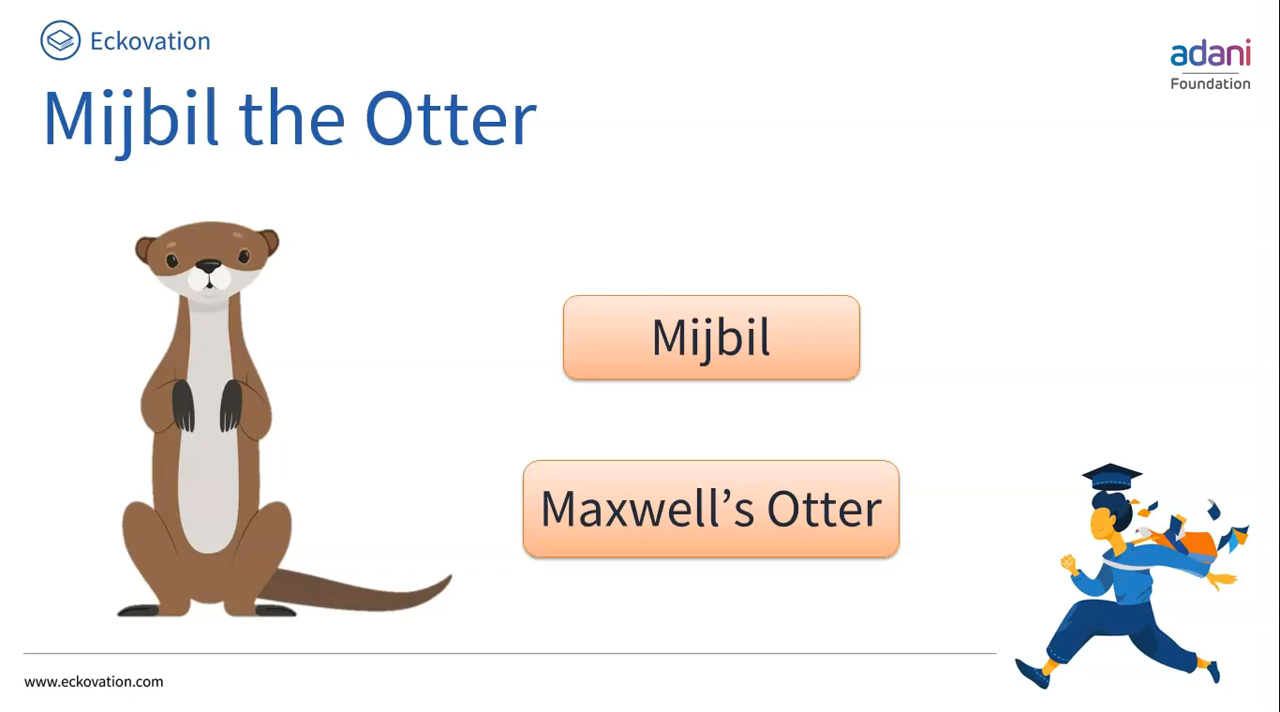 Eckovation
adani
Foundation
Mijbil the Otter
Mijbil
Maxwell’s Otter
www.eckovation.com